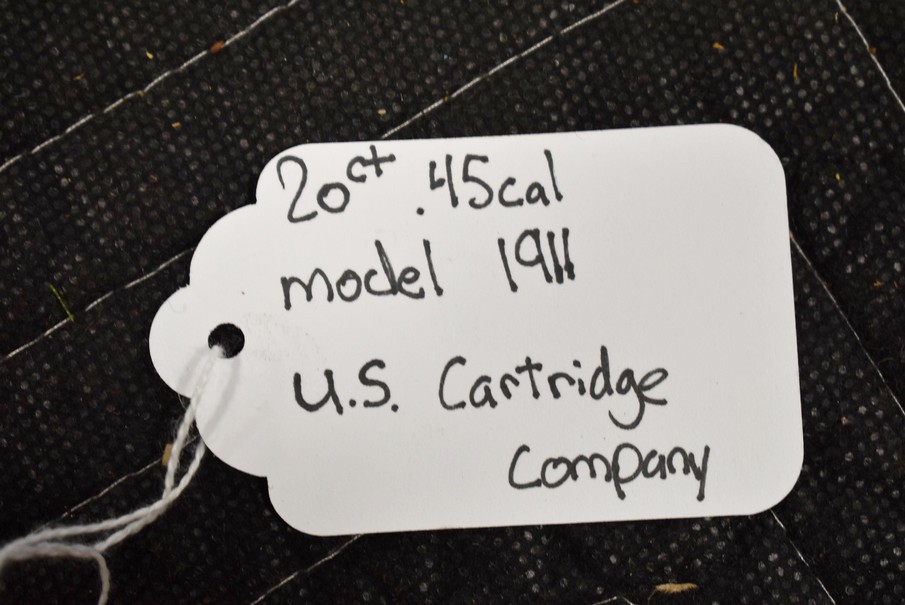 20ct .45cal
model 1911
U.S. Cartridge
Company